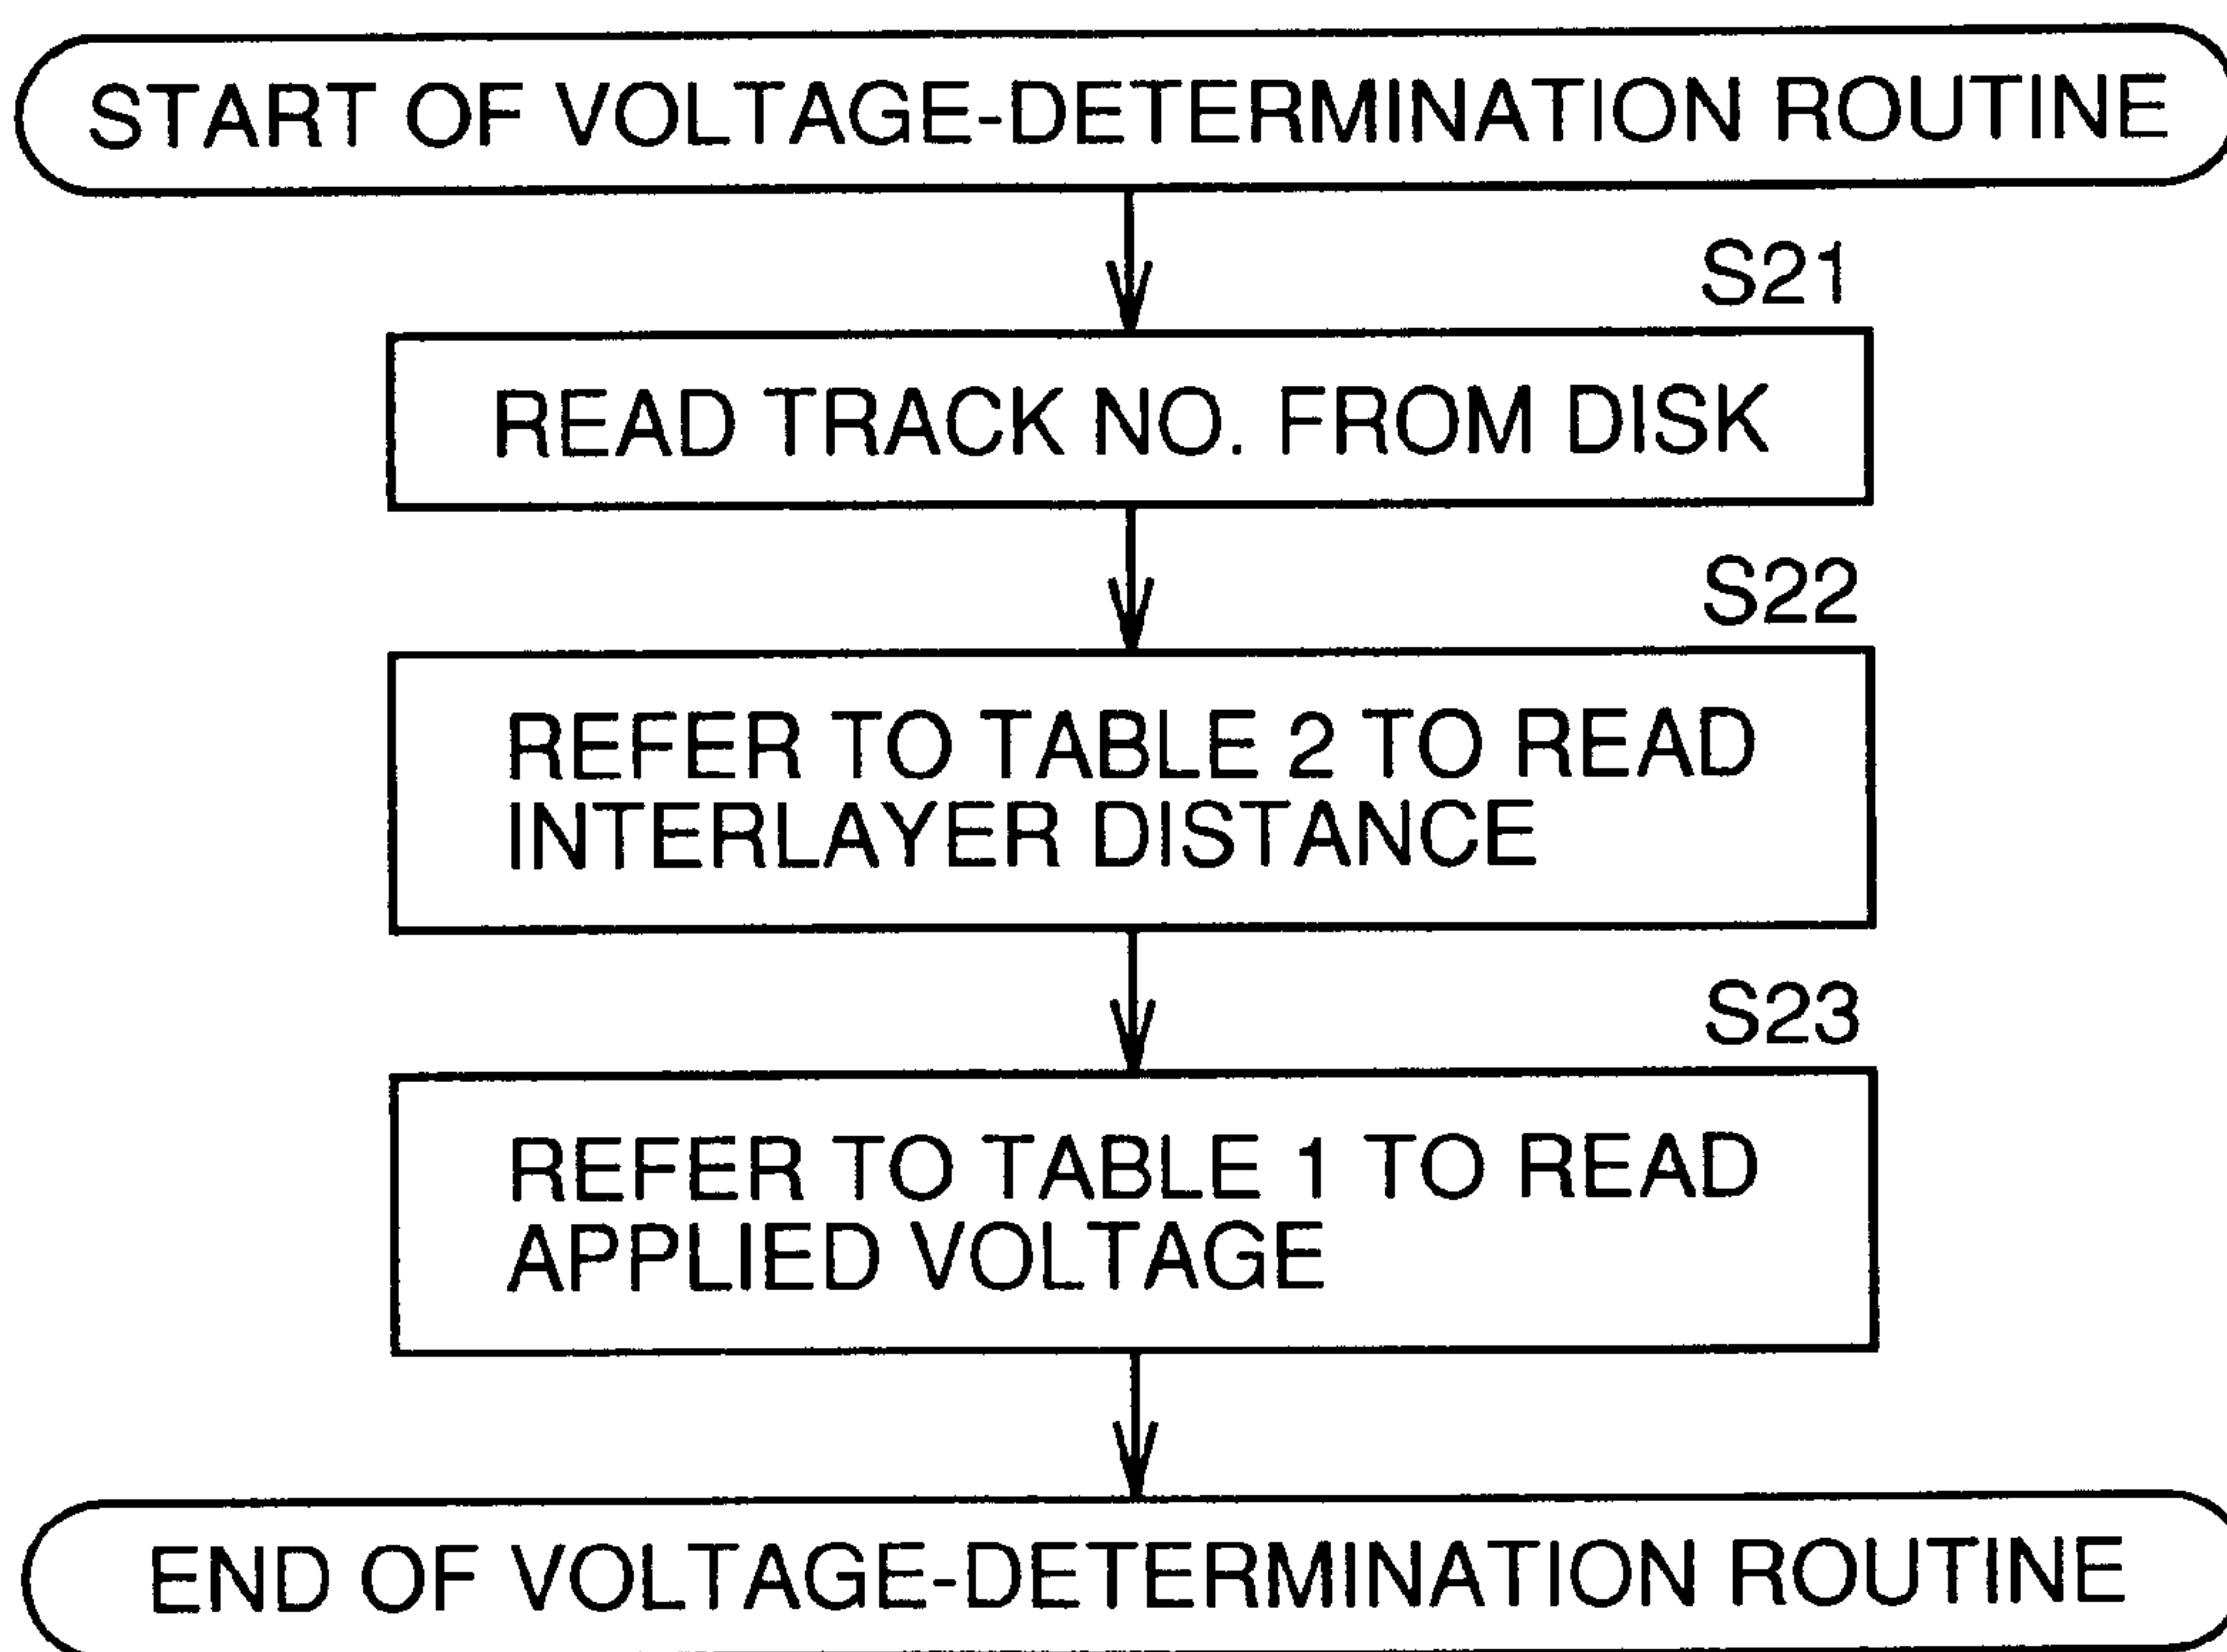 START OF VOLTAGE-DETERMINATION ROUTINE
S21
READ TRACK NO. FROM DISK
S22
REFER TO TABLE 2 TO READ
INTERLAYER DISTANCE
S23
REFER TO TABLE 1 TO READ
APPLIED VOLTAGE
END OF VOLTAGE-DETERMINATION ROUTINE